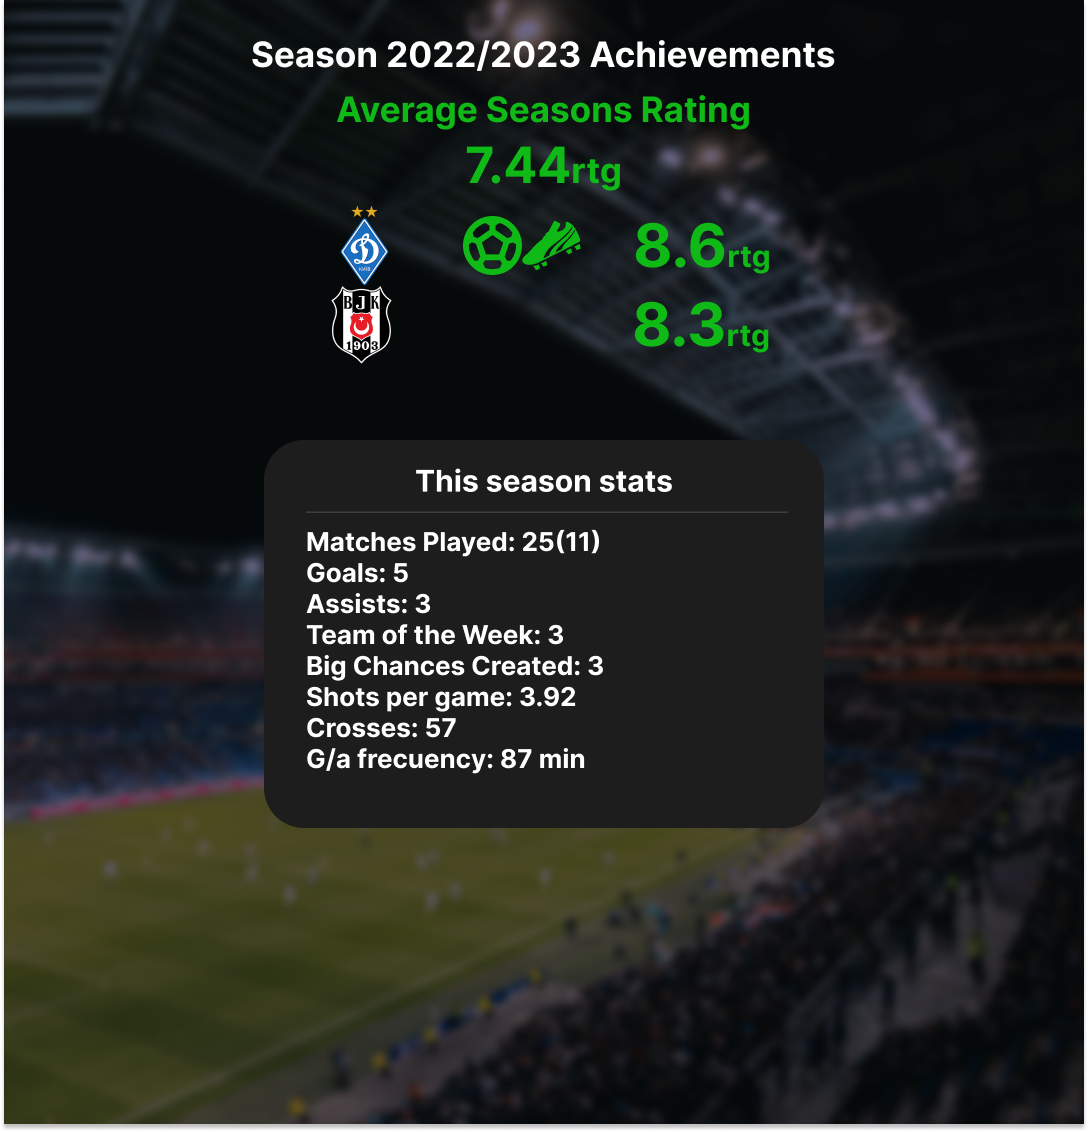 Season 2022/2023 Achievements
Average Seasons Rating
7.44rtg
8.6rtg
Д
КИЇВ
BJK
1903
8.3rtg
This season stats
Matches Played: 25(11)
Goals: 5
Assists: 3
Team of the Week: 3
Big Chances Created: 3
Shots per game: 3.92
Crosses: 57
G/a frecuency: 87 min